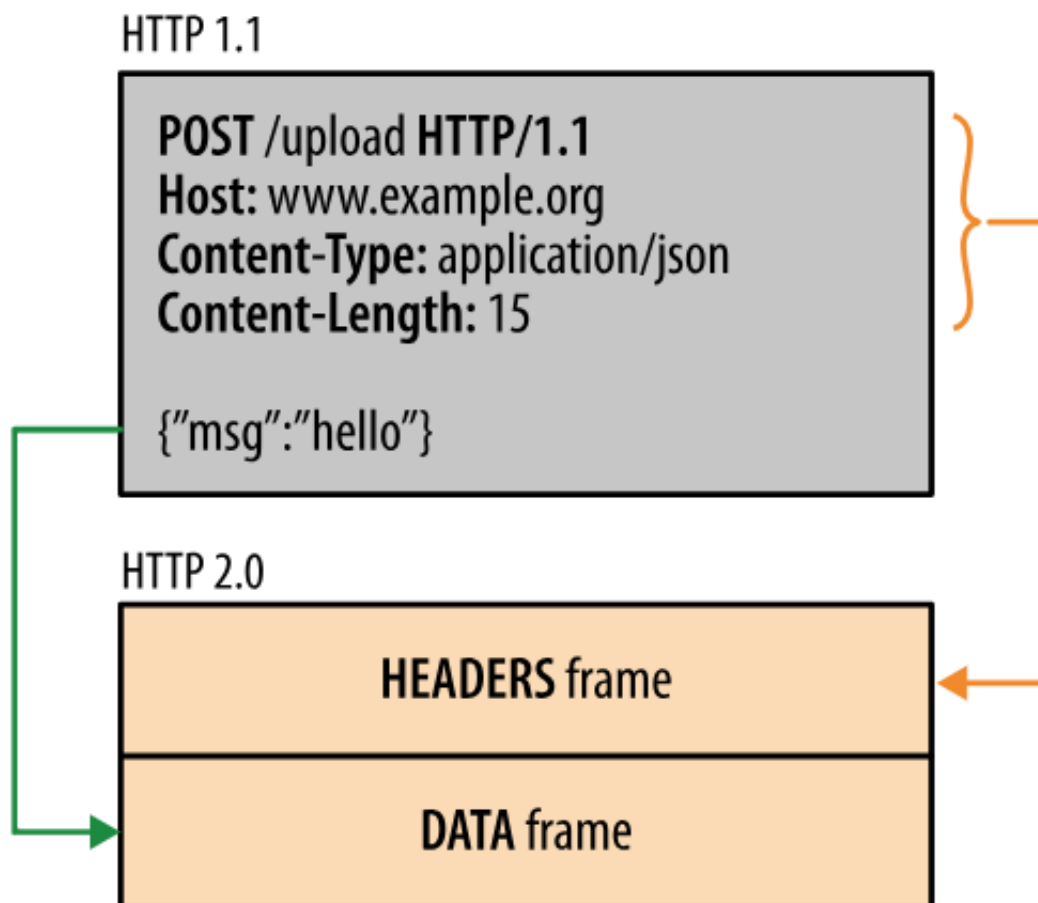 HTTP 1.1
POST /upload HTTP/1.1
Host: www.example.org
Content-Type: application/json
Content-Length: 15
{”msg”:”hello”}
HTTP 2.0
HEADERS frame
DATA frame